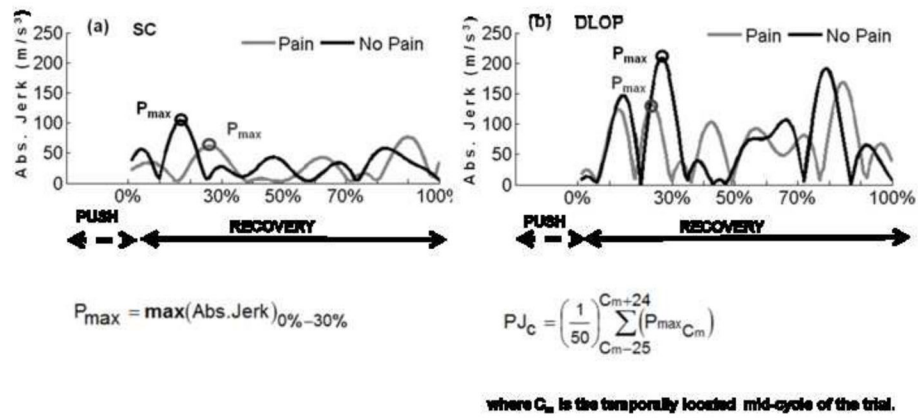 (a) SC
Pain No Pain
Abs. Jerk (m/s³)
250
200
150
100
50
0
Pmax
Pmax
0% 30% 50% 70% 100%
PUSH
RECOVERY
(b) DLOP
Pain No Pain
Abs. Jerk (m/s³)
250
200
150
100
50
0
Pmax
Pmax
0% 30% 50% 70% 100%
PUSH
RECOVERY
Pmax = max(Abs.Jerk)0%−30%
PJc = (1/50) ∑ Cm−25 Cm+24 (PmaxCm)
where Cm is the temporally located mid-cycle of the trial.